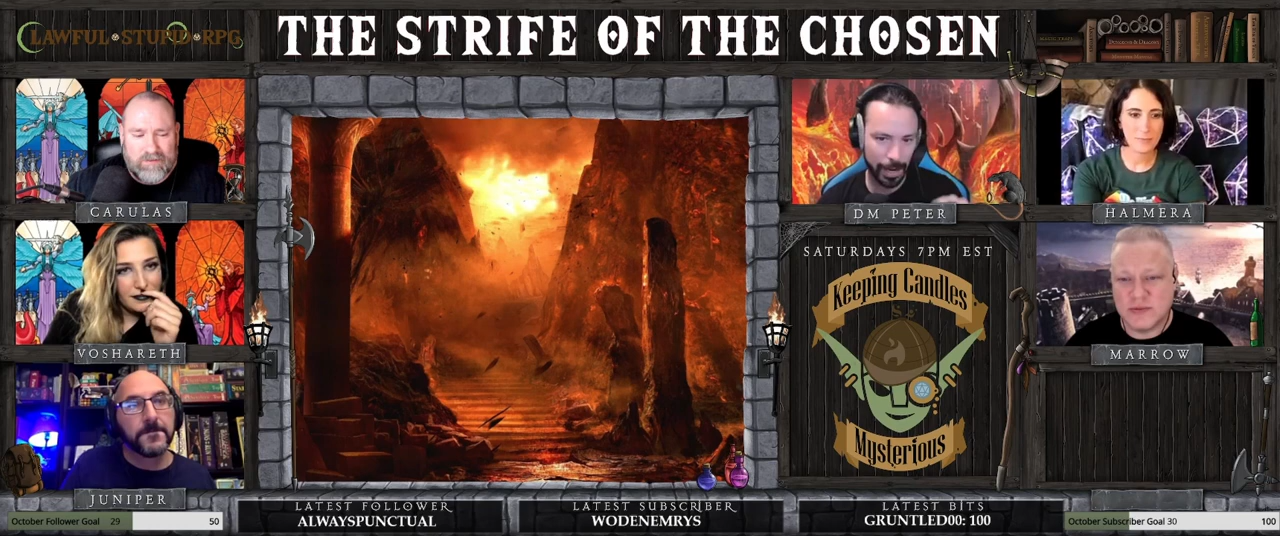 LAWFUL STUPID RPG
THE STRIFE OF THE CHOSEN
DUNGEONS & DRAGONS
CARULAS
DM PETER
HALMERA
SATURDAYS 7PM EST
Keeping Candles
Mysterious
VOSHARETH
MARROW
JUNIPER
October Follower Goal 29 50
LATEST FOLLOWER
ALWAYSPUNCTUAL
LATEST SUBSCRIBER
WODENEMRYS
LATEST BITS
GRUNTLED00: 100
October Subscriber Goal 30 100